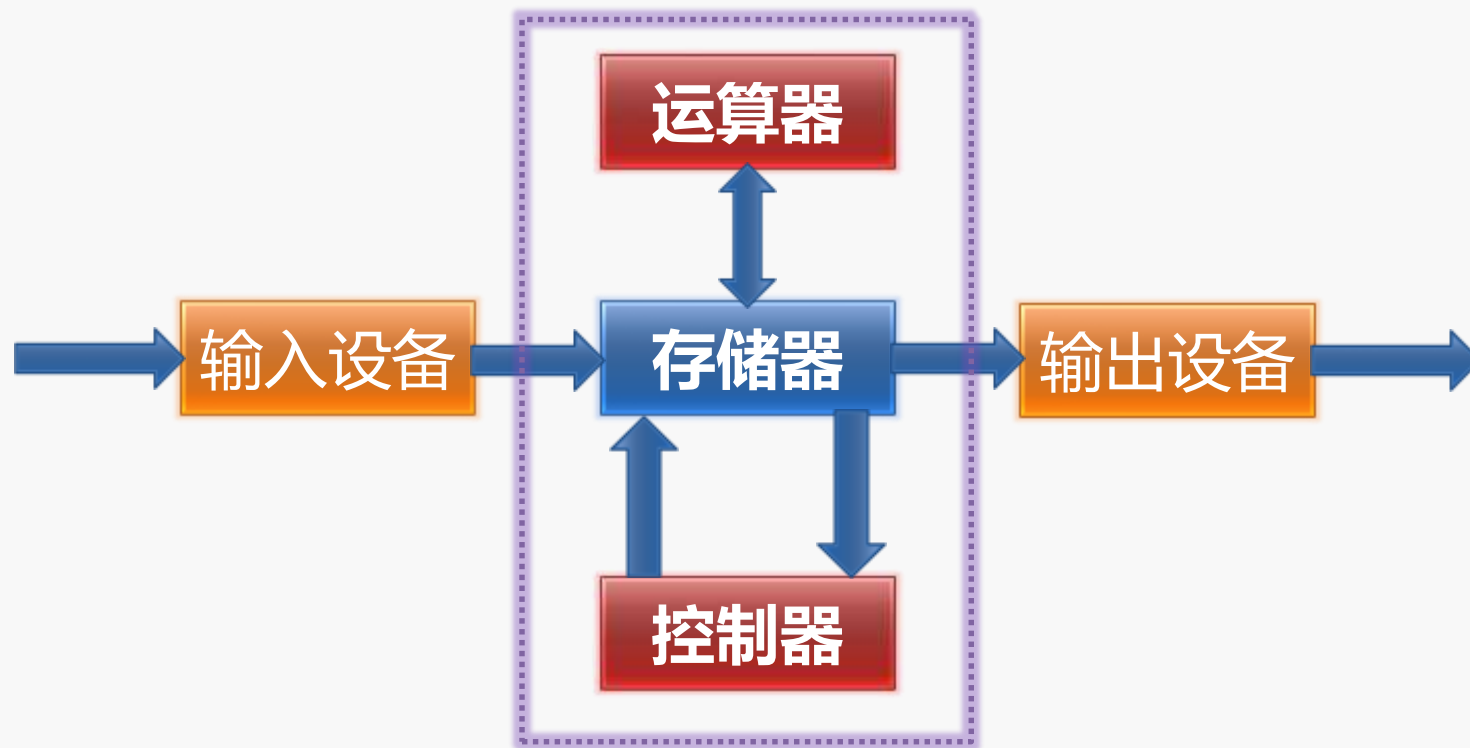 运算器
输入设备
存储器
输出设备
控制器